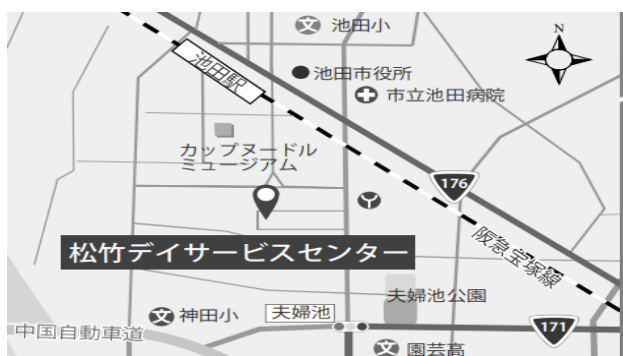 池田小
N
池田駅
池田市役所
市立池田病院
カップヌードル
ミュージアム
176
松竹デイサービスセンター
阪急宝塚線
夫婦池公園
神田小
夫婦池
171
中国自動車道
園芸高